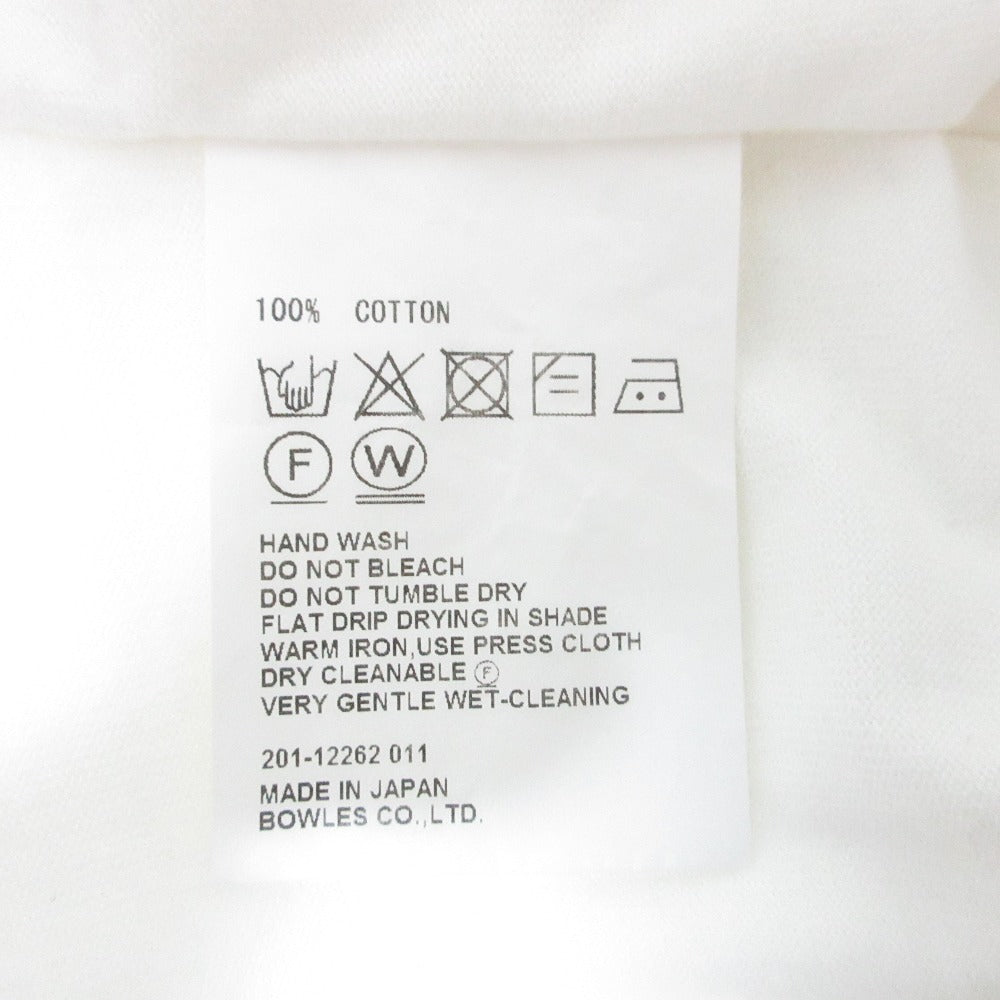 100% COTTON
F W
HAND WASH
DO NOT BLEACH
DO NOT TUMBLE DRY
FLAT DRIP DRYING IN SHADE
WARM IRON,USE PRESS CLOTH
DRY CLEANABLE Ⓕ
VERY GENTLE WET-CLEANING
201-12262 011
MADE IN JAPAN
BOWLES CO.,LTD.